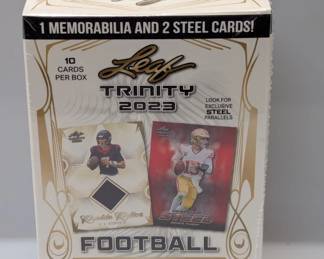 1 MEMORABILIA AND 2 STEEL CARDS!
10
CARDS
PER BOX
Leaf
TRINITY
2023
LOOK FOR
EXCLUSIVE
STEEL
PARALLELS
STEEL
FOOTBALL